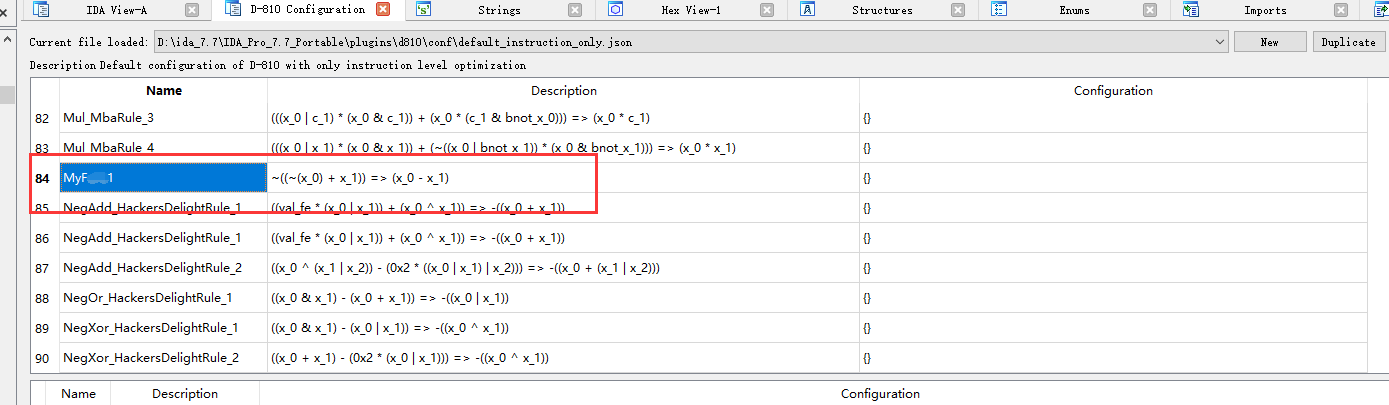 IDA View-A D-810 Configuration Strings Hex View-1 Structures Enums Imports
Current file loaded: D:\ida_7.7\IDA_Pro_7.7_Portable\plugins\d810\conf\default_instruction_only.json New Duplicate
Description Default configuration of D-810 with only instruction level optimization
Name Description Configuration
82 Mul_MbaRule_3 (((x_0 | c_1) * (x_0 & c_1)) + (x_0 * (c_1 & bnot_x_0))) => (x_0 * c_1) {}
83 Mul_MbaRule_4 (((x_0 | x_1) * (x_0 & x_1)) + (~((x_0 | bnot_x_1)) * (x_0 & bnot_x_1))) => (x_0 * x_1) {}
84 ~((~(x_0) + x_1)) => (x_0 - x_1) {}
85 NegAdd_HackersDelightRule_1 ((val_fe * (x_0 | x_1)) + (x_0 ^ x_1)) => -((x_0 + x_1)) {}
86 NegAdd_HackersDelightRule_1 ((val_fe * (x_0 | x_1)) + (x_0 ^ x_1)) => -((x_0 + x_1)) {}
87 NegAdd_HackersDelightRule_2 ((x_0 ^ (x_1 | x_2)) - (0x2 * ((x_0 | x_1) | x_2))) => -((x_0 + (x_1 | x_2))) {}
88 NegOr_HackersDelightRule_1 ((x_0 & x_1) - (x_0 + x_1)) => -((x_0 | x_1)) {}
89 NegXor_HackersDelightRule_1 ((x_0 & x_1) - (x_0 | x_1)) => -((x_0 ^ x_1)) {}
90 NegXor_HackersDelightRule_2 ((x_0 + x_1) - (0x2 * (x_0 | x_1))) => -((x_0 ^ x_1)) {}
Name Description Configuration